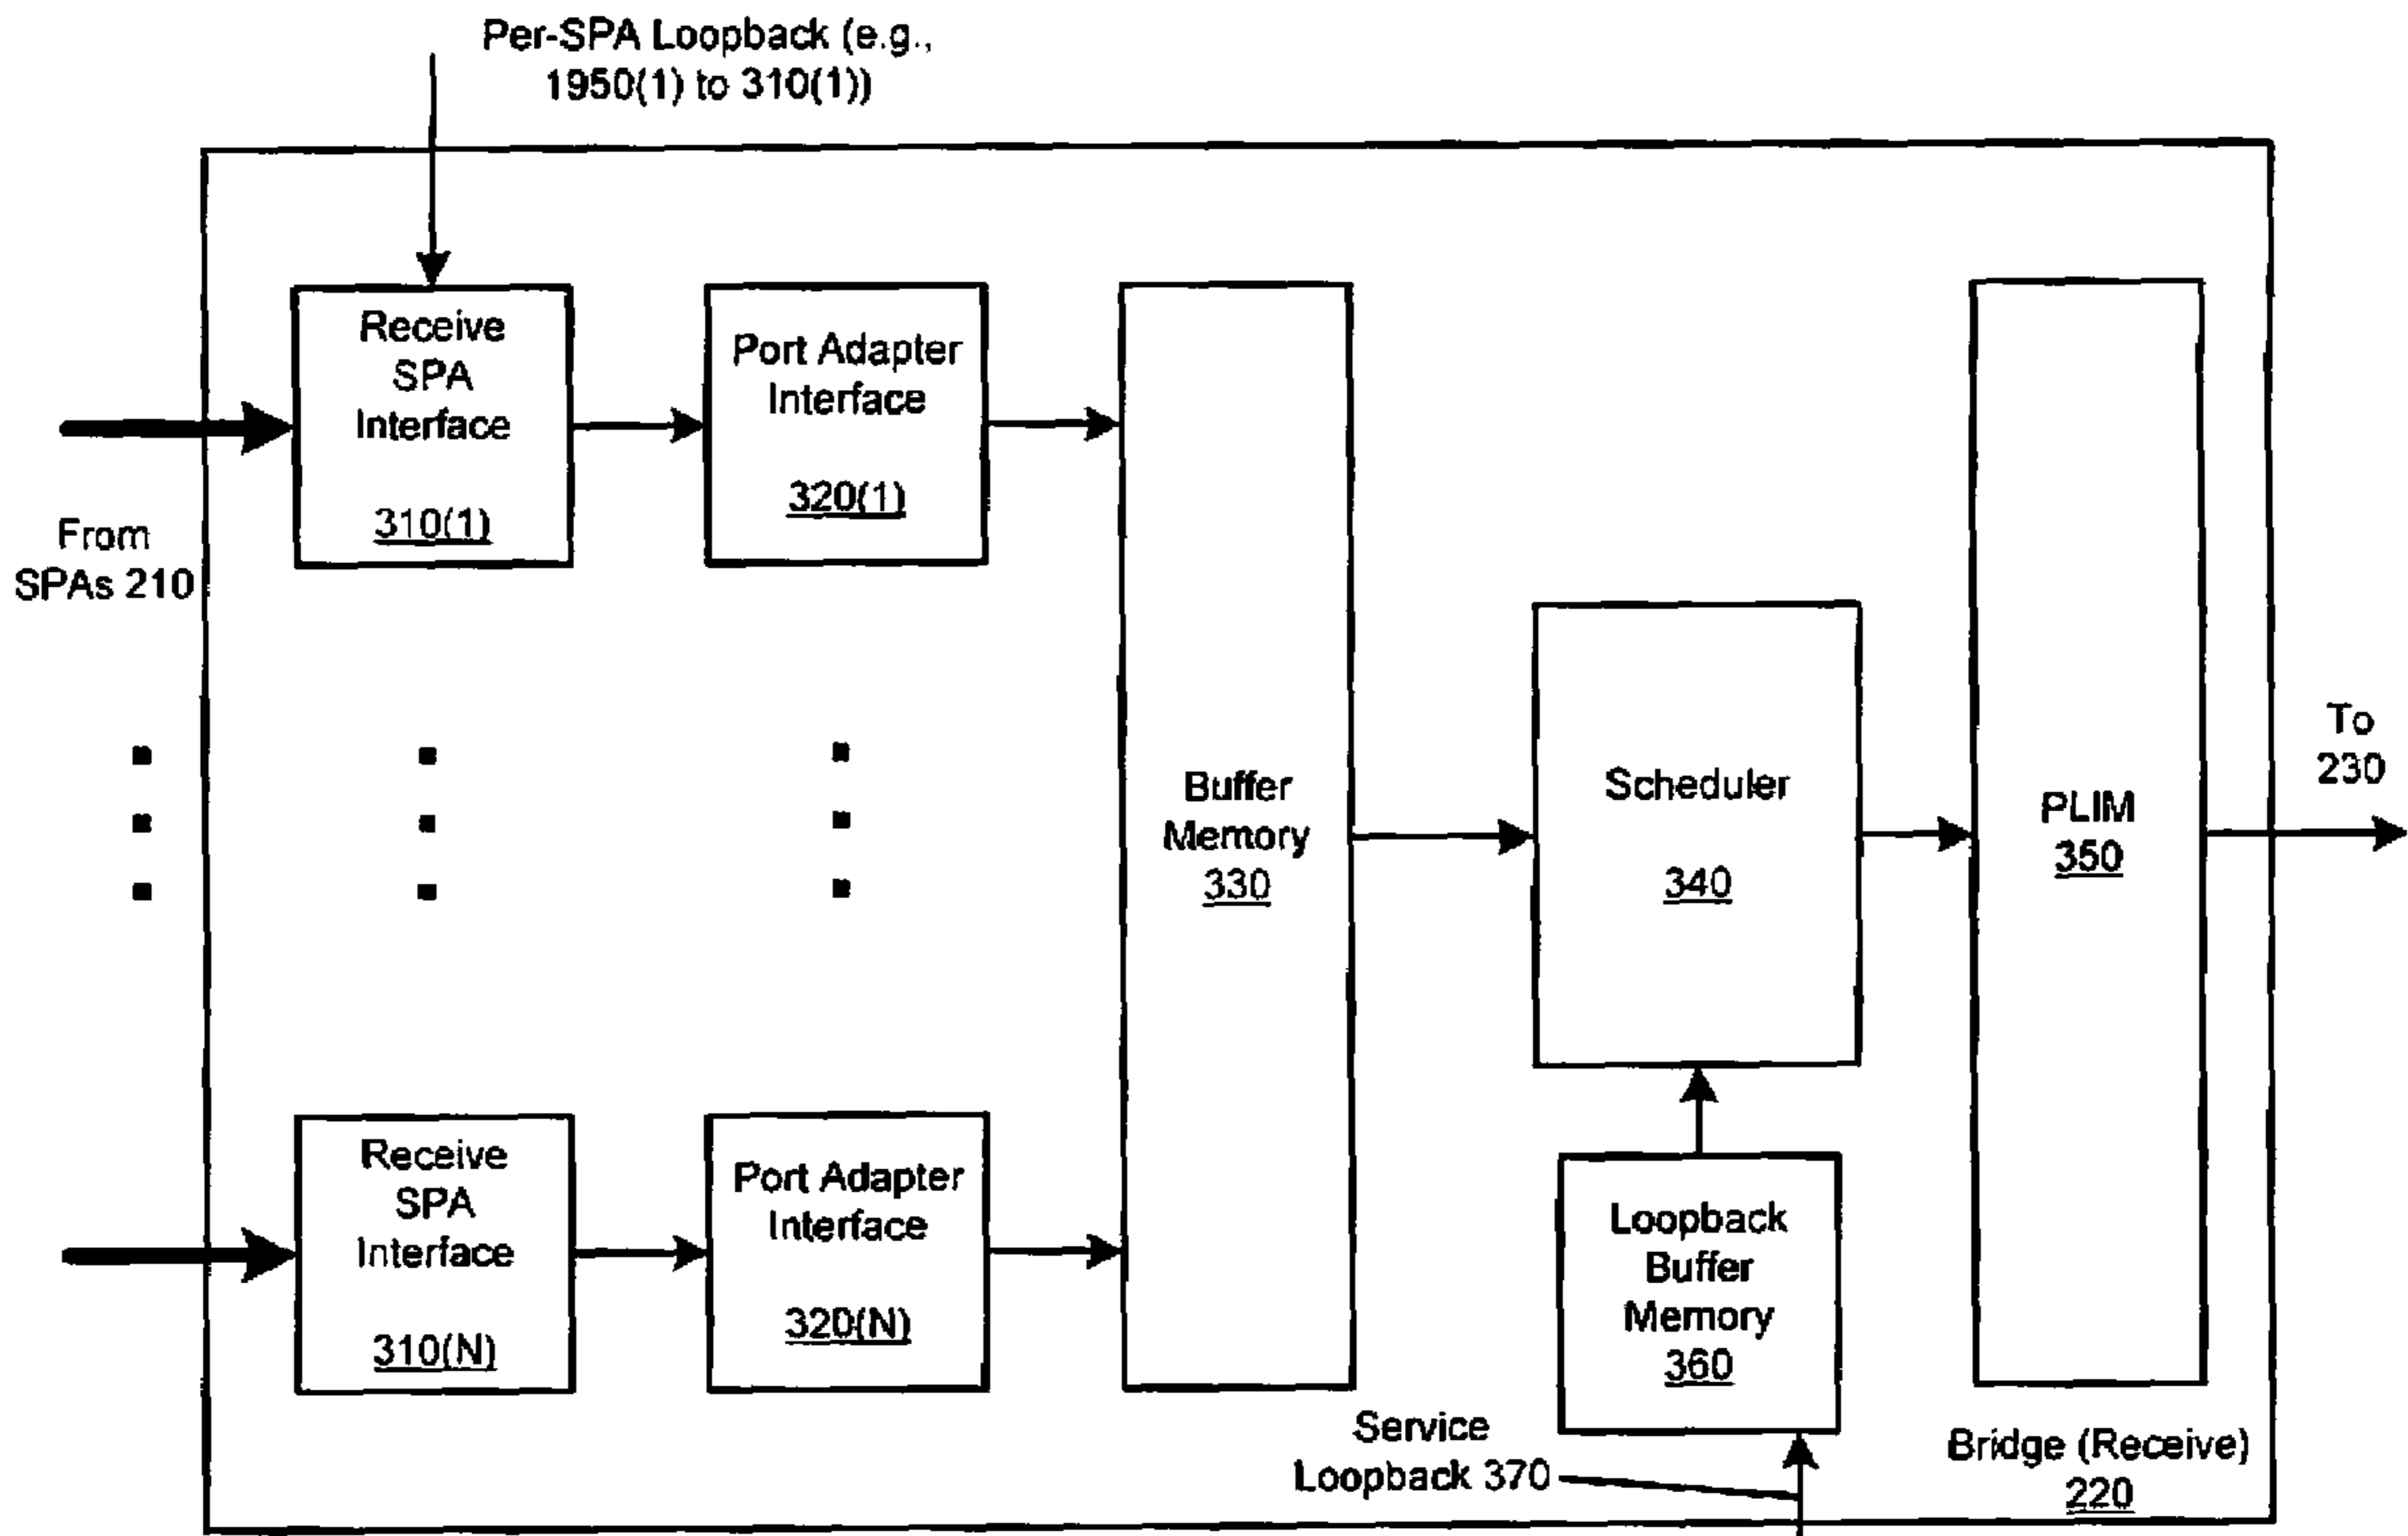 Per-SPA Loopback (e.g.,
1950(1) to 310(1))
Receive
SPA
Interface
310(1)
Port Adapter
Interface
320(1)
From
SPAs 210
Buffer
Memory
330
Scheduler
340
PLIM
350
To
230
Receive
SPA
Interface
310(N)
Port Adapter
Interface
320(N)
Loopback
Buffer
Memory
360
Service
Loopback 370
Bridge (Receive)
220